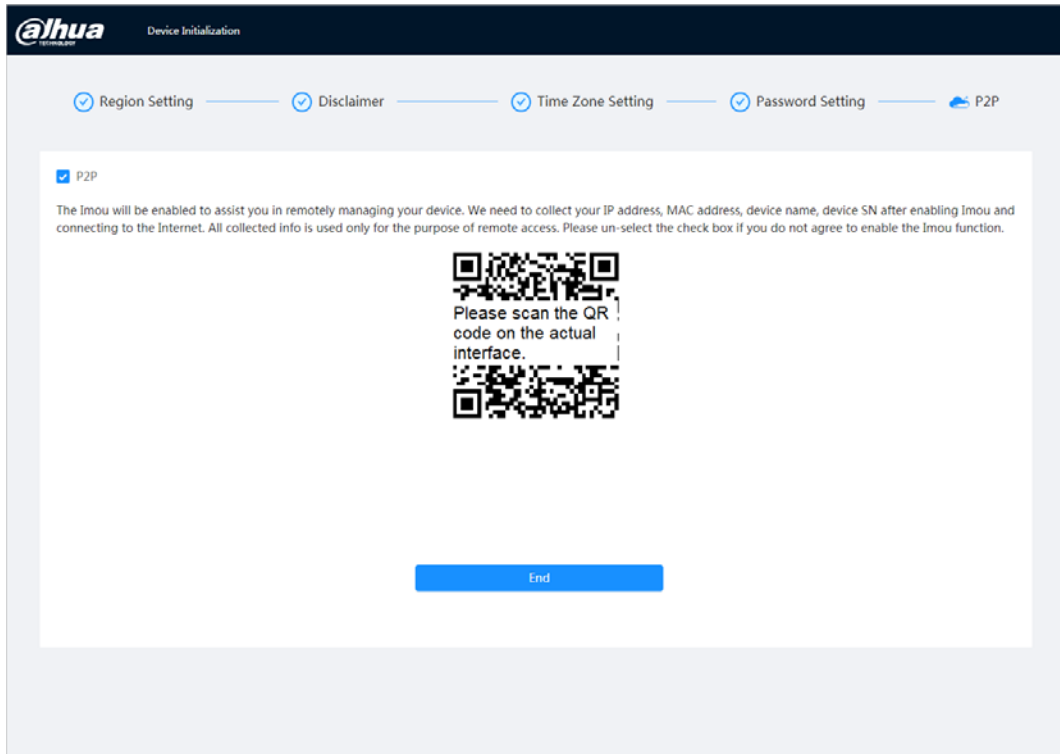 alhua
TECHNOLOGY
Device Initialization
Region Setting
Disclaimer
Time Zone Setting
Password Setting
P2P
P2P
The Imou will be enabled to assist you in remotely managing your device. We need to collect your IP address, MAC address, device name, device SN after enabling Imou and
connecting to the Internet. All collected info is used only for the purpose of remote access. Please un-select the check box if you do not agree to enable the Imou function.
Please scan the QR
code on the actual
interface.
End